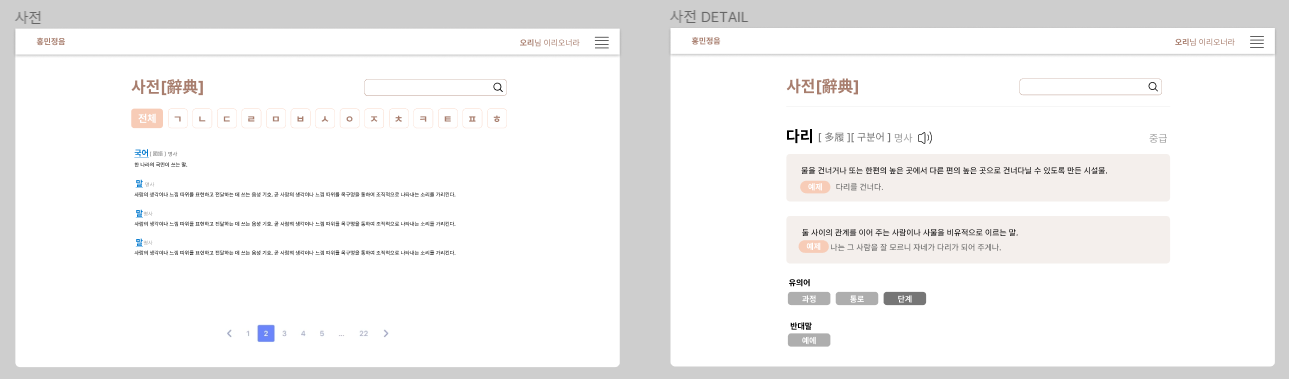 사전
홍민정음
오리님 이리오너라
사전[辭典]
전체 ㄱ ㄴ ㄷ ㄹ ㅁ ㅂ ㅅ ㅇ ㅈ ㅊ ㅋ ㅌ ㅍ ㅎ
국어 [ 國語 ] 명사
한 나라의 국민이 쓰는 말.
말 명사
사람의 생각이나 느낌 따위를 표현하고 전달하는 데 쓰는 음성 기호. 곧 사람의 생각이나 느낌 따위를 목구멍을 통하여 조직적으로 나타내는 소리를 가리킨다.
말 명사
사람의 생각이나 느낌 따위를 표현하고 전달하는 데 쓰는 음성 기호. 곧 사람의 생각이나 느낌 따위를 목구멍을 통하여 조직적으로 나타내는 소리를 가리킨다.
말 명사
사람의 생각이나 느낌 따위를 표현하고 전달하는 데 쓰는 음성 기호. 곧 사람의 생각이나 느낌 따위를 목구멍을 통하여 조직적으로 나타내는 소리를 가리킨다.
1 2 3 4 5 ... 22
사전 DETAIL
홍민정음
오리님 이리오너라
사전[辭典]
다리 [ 多履 ][ 구분어 ] 명사
중급
물을 건너거나 또는 한편의 높은 곳에서 다른 편의 높은 곳으로 건너다닐 수 있도록 만든 시설물.
예제 다리를 건너다.
둘 사이의 관계를 이어 주는 사람이나 사물을 비유적으로 이르는 말.
예제 나는 그 사람을 잘 모르니 자네가 다리가 되어 주게나.
유의어
과정 통로 단계
반대말
에에